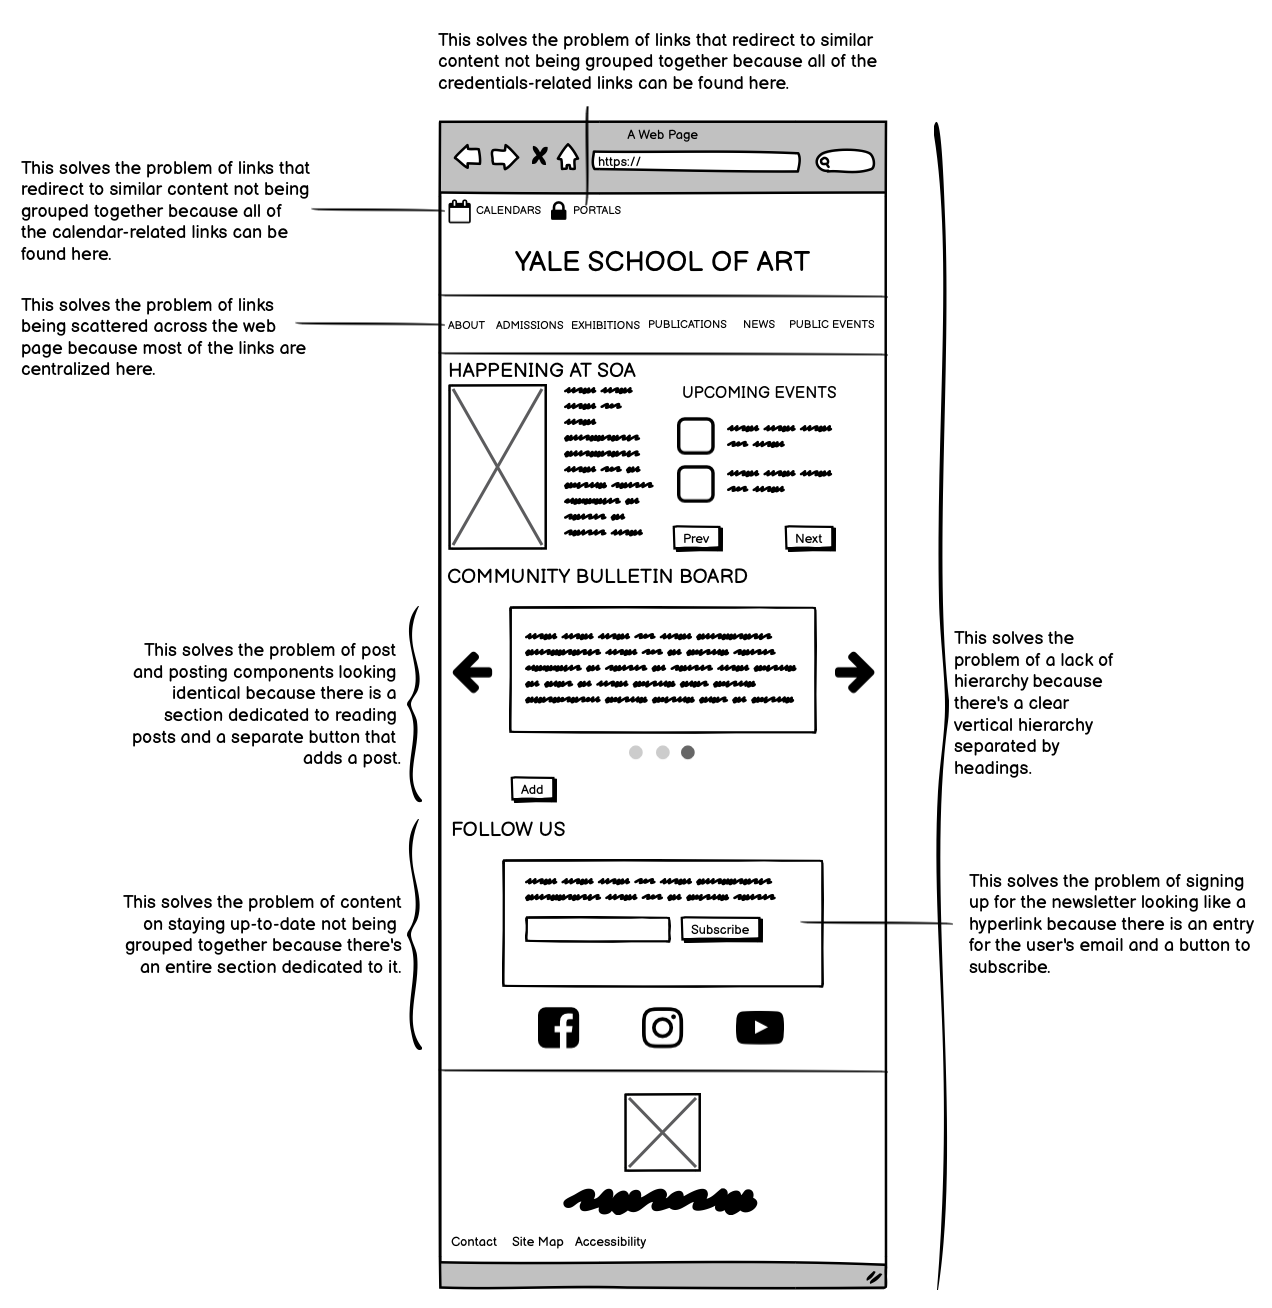 This solves the problem of links that redirect to similar
content not being grouped together because all of the
credentials-related links can be found here.
A Web Page
https://
This solves the problem of links that
redirect to similar content not being
grouped together because all of
the calendar-related links can be
found here.
CALENDARS PORTALS
YALE SCHOOL OF ART
This solves the problem of links
being scattered across the web
page because most of the links are
centralized here.
ABOUT ADMISSIONS EXHIBITIONS PUBLICATIONS NEWS PUBLIC EVENTS
HAPPENING AT SOA
UPCOMING EVENTS
Prev Next
COMMUNITY BULLETIN BOARD
This solves the problem of post
and posting components looking
identical because there is a
section dedicated to reading
posts and a separate button that
adds a post.
This solves the
problem of a lack of
hierarchy because
there's a clear
vertical hierarchy
separated by
headings.
Add
FOLLOW US
This solves the problem of content
on staying up-to-date not being
grouped together because there's
an entire section dedicated to it.
Subscribe
This solves the problem of signing
up for the newsletter looking like a
hyperlink because there is an entry
for the user's email and a button to
subscribe.
Contact Site Map Accessibility